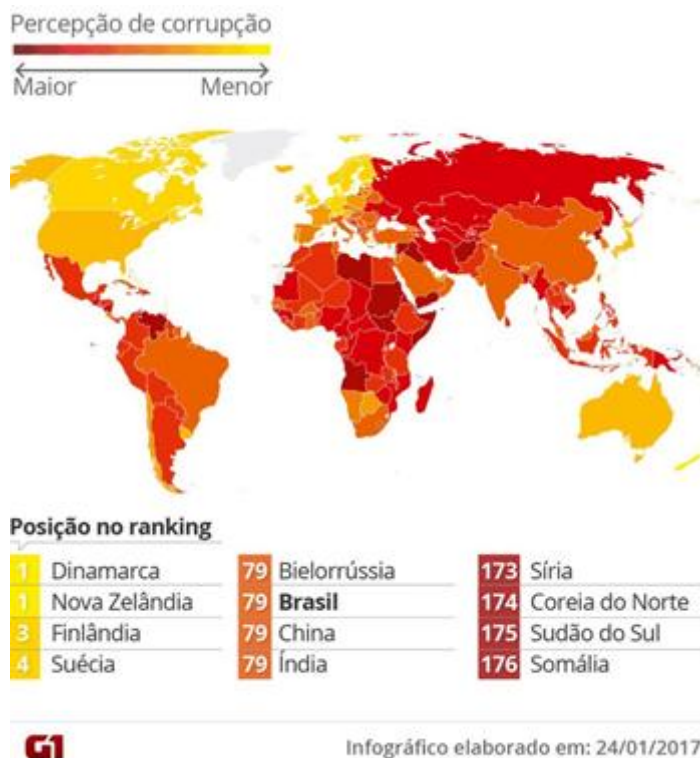 Percepção de corrupção
Maior Menor
Posição no ranking
1 Dinamarca
1 Nova Zelândia
3 Finlândia
4 Suécia
79 Bielorrússia
79 Brasil
79 China
79 Índia
173 Síria
174 Coreia do Norte
175 Sudão do Sul
176 Somália
G1 Infográfico elaborado em: 24/01/2017